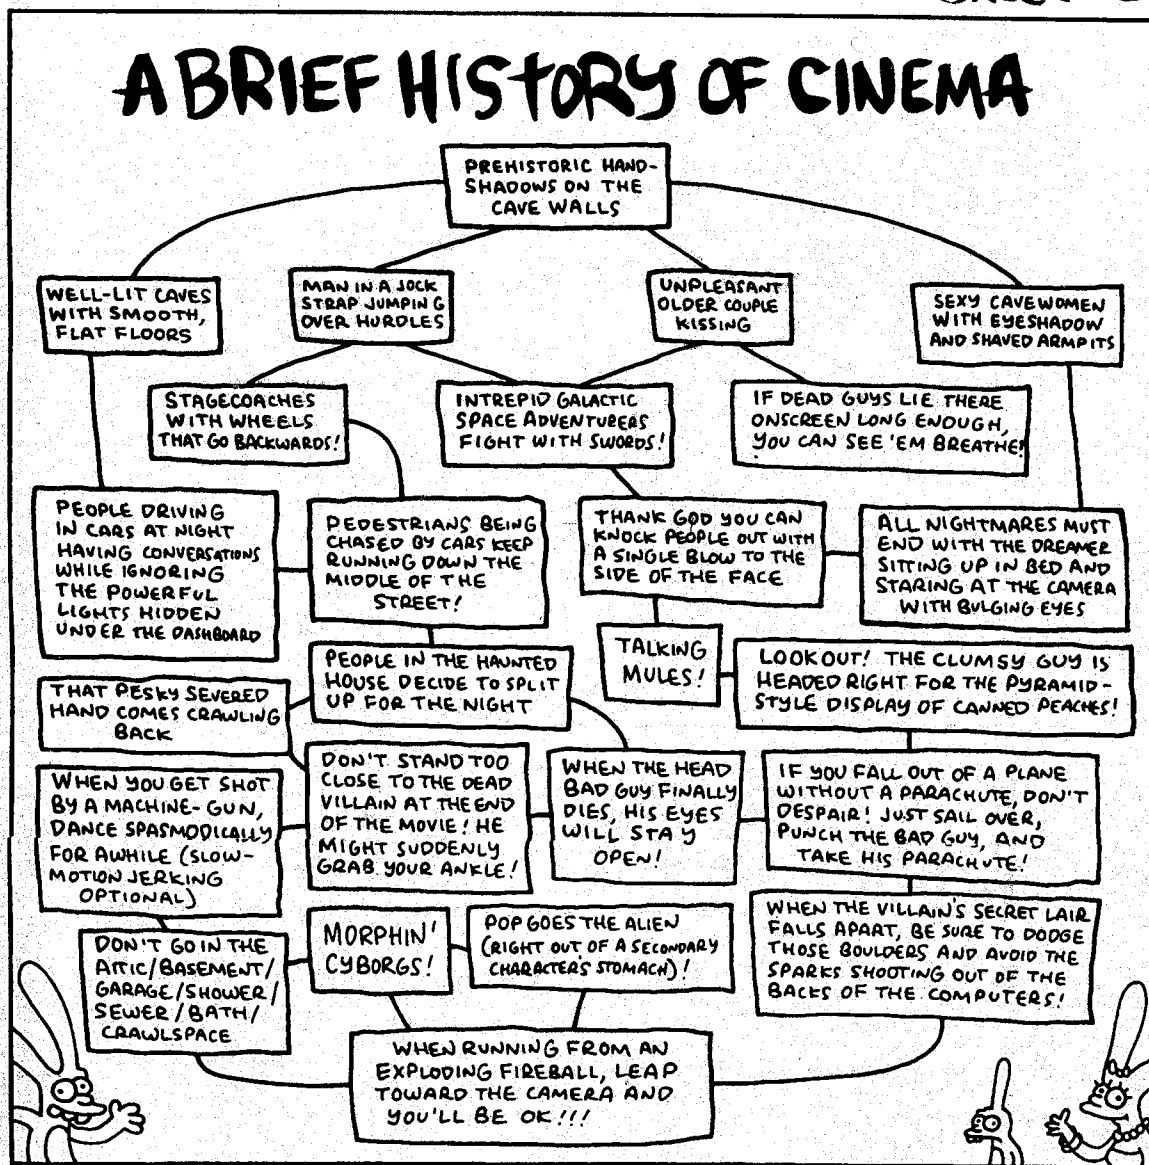 A BRIEF HISTORY OF CINEMA
PREHISTORIC HAND-
SHADOWS ON THE
CAVE WALLS
WELL-LIT CAVES
WITH SMOOTH,
FLAT FLOORS
MAN IN A JOCK
STRAP JUMPING
OVER HURDLES
UNPLEASANT
OLDER COUPLE
KISSING
SEXY CAVEWOMEN
WITH EYESHADOW
AND SHAVED ARMPITS
STAGECOACHES
WITH WHEELS
THAT GO BACKWARDS!
INTREPID GALACTIC
SPACE ADVENTURERS
FIGHT WITH SWORDS!
IF DEAD GUYS LIE THERE
ONSCREEN LONG ENOUGH,
YOU CAN SEE 'EM BREATHE!
PEOPLE DRIVING
IN CARS AT NIGHT
HAVING CONVERSATIONS
WHILE IGNORING
THE POWERFUL
LIGHTS HIDDEN
UNDER THE DASHBOARD
PEDESTRIANS BEING
CHASED BY CARS KEEP
RUNNING DOWN THE
MIDDLE OF THE
STREET!
THANK GOD YOU CAN
KNOCK PEOPLE OUT WITH
A SINGLE BLOW TO THE
SIDE OF THE FACE
ALL NIGHTMARES MUST
END WITH THE DREAMER
SITTING UP IN BED AND
STARING AT THE CAMERA
WITH BULGING EYES
THAT PESKY SEVERED
HAND COMES CRAWLING
BACK
PEOPLE IN THE HAUNTED
HOUSE DECIDE TO SPLIT
UP FOR THE NIGHT
TALKING
MULES!
LOOK OUT! THE CLUMSY GUY IS
HEADED RIGHT FOR THE PYRAMID-
STYLE DISPLAY OF CANNED PEACHES!
WHEN YOU GET SHOT
BY A MACHINE-GUN,
DANCE SPASMODICALLY
FOR AWHILE (SLOW-
MOTION JERKING
OPTIONAL)
DON'T STAND TOO
CLOSE TO THE DEAD
VILLAIN AT THE END
OF THE MOVIE! HE
MIGHT SUDDENLY
GRAB YOUR ANKLE!
WHEN THE HEAD
BAD GUY FINALLY
DIES, HIS EYES
WILL STAY
OPEN!
IF YOU FALL OUT OF A PLANE
WITHOUT A PARACHUTE, DON'T
DESPAIR! JUST SAIL OVER,
PUNCH THE BAD GUY, AND
TAKE HIS PARACHUTE!
DON'T GO IN THE
ATTIC/BASEMENT/
GARAGE/SHOWER/
SEWER/BATH/
CRAWLSPACE
MORPHIN'
CYBORGS!
POP GOES THE ALIEN
(RIGHT OUT OF A SECONDARY
CHARACTER'S STOMACH)!
WHEN THE VILLAIN'S SECRET LAIR
FALLS APART, BE SURE TO DODGE
THOSE BOULDERS AND AVOID THE
SPARKS SHOOTING OUT OF THE
BACKS OF THE COMPUTERS!
WHEN RUNNING FROM AN
EXPLODING FIREBALL, LEAP
TOWARD THE CAMERA AND
YOU'LL BE OK!!!